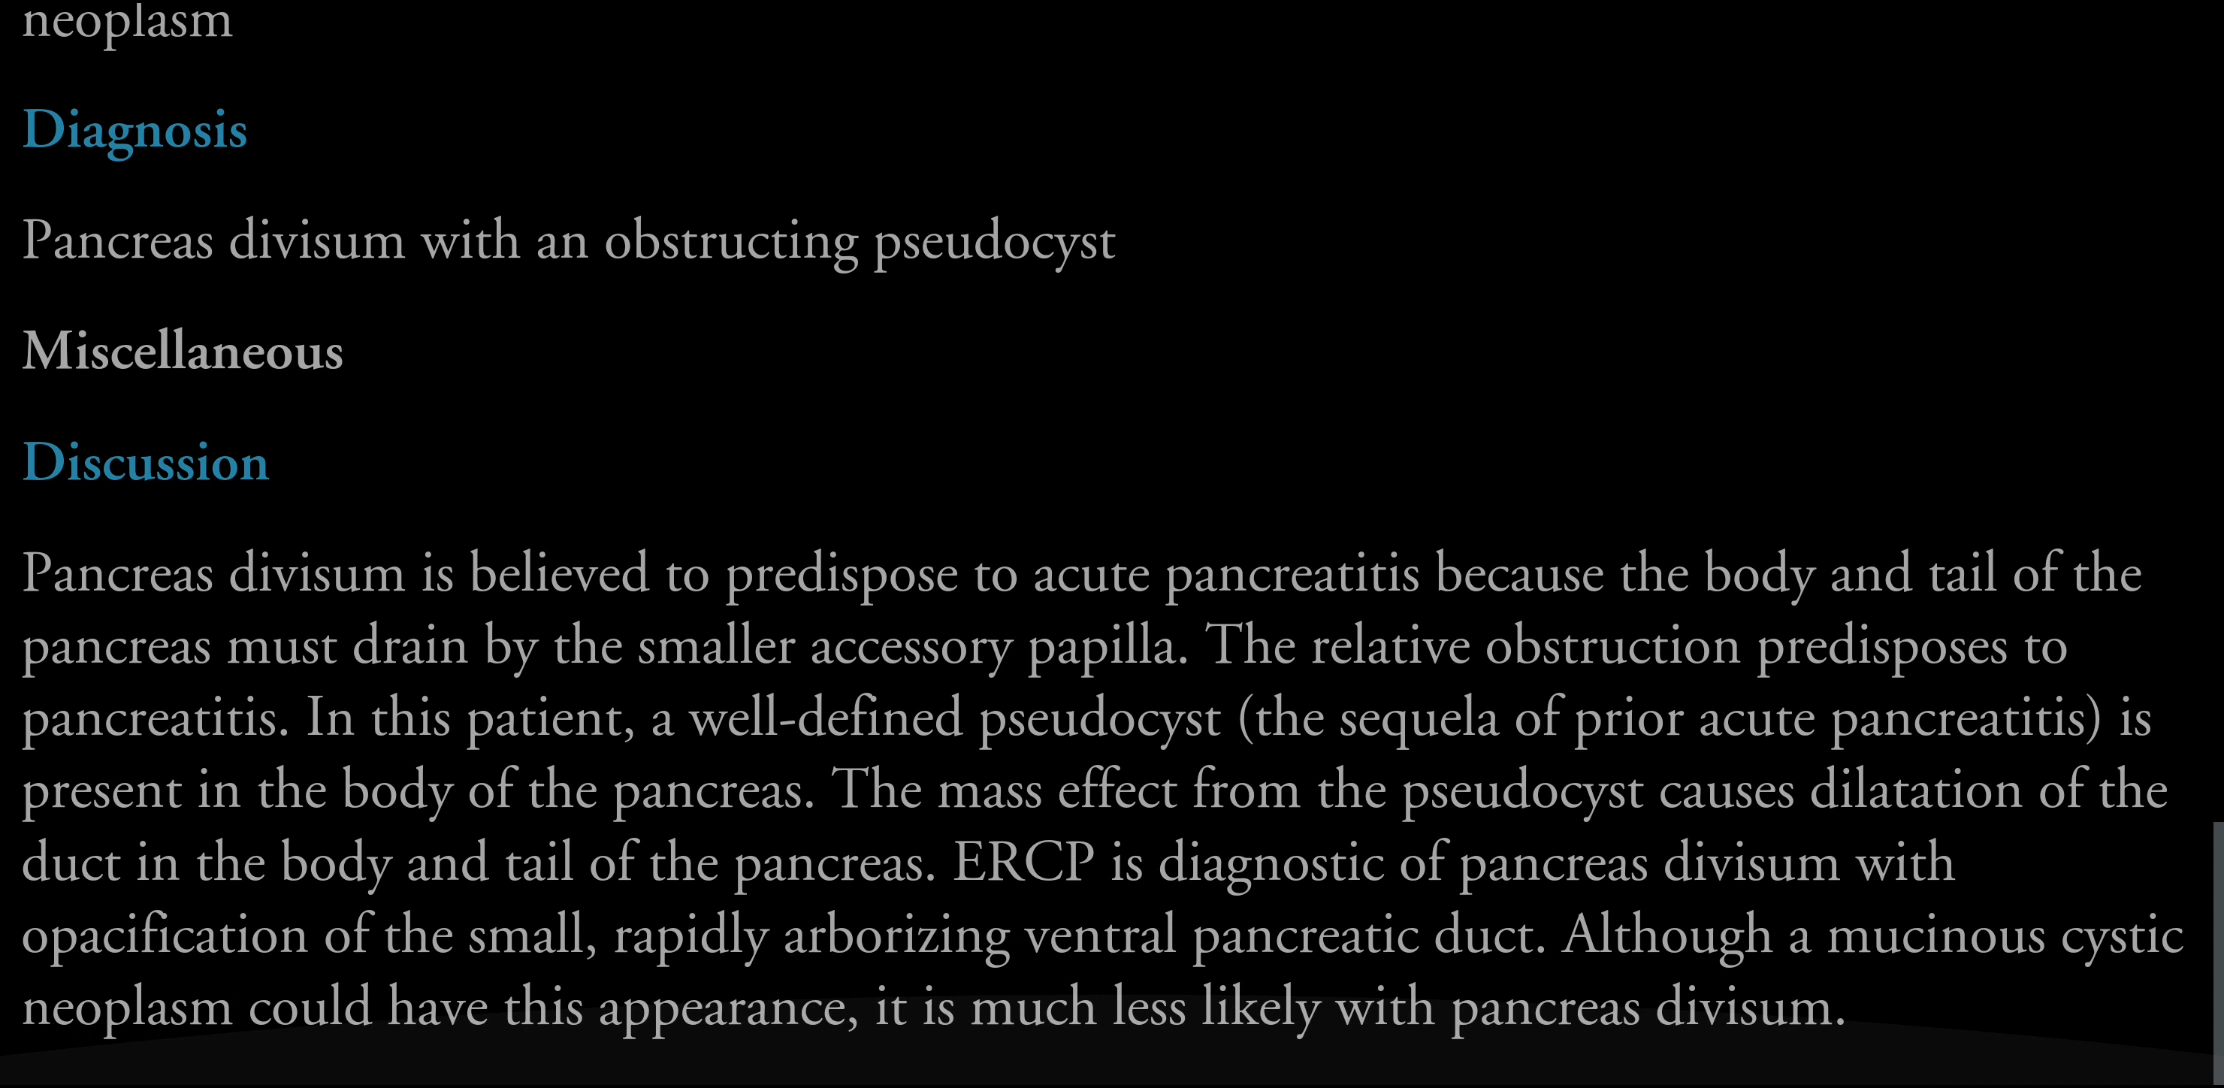 neoplasm
Diagnosis
Pancreas divisum with an obstructing pseudocyst
Miscellaneous
Discussion
Pancreas divisum is believed to predispose to acute pancreatitis because the body and tail of the
pancreas must drain by the smaller accessory papilla. The relative obstruction predisposes to
pancreatitis. In this patient, a well-defined pseudocyst (the sequela of prior acute pancreatitis) is
present in the body of the pancreas. The mass effect from the pseudocyst causes dilatation of the
duct in the body and tail of the pancreas. ERCP is diagnostic of pancreas divisum with
opacification of the small, rapidly arborizing ventral pancreatic duct. Although a mucinous cystic
neoplasm could have this appearance, it is much less likely with pancreas divisum.